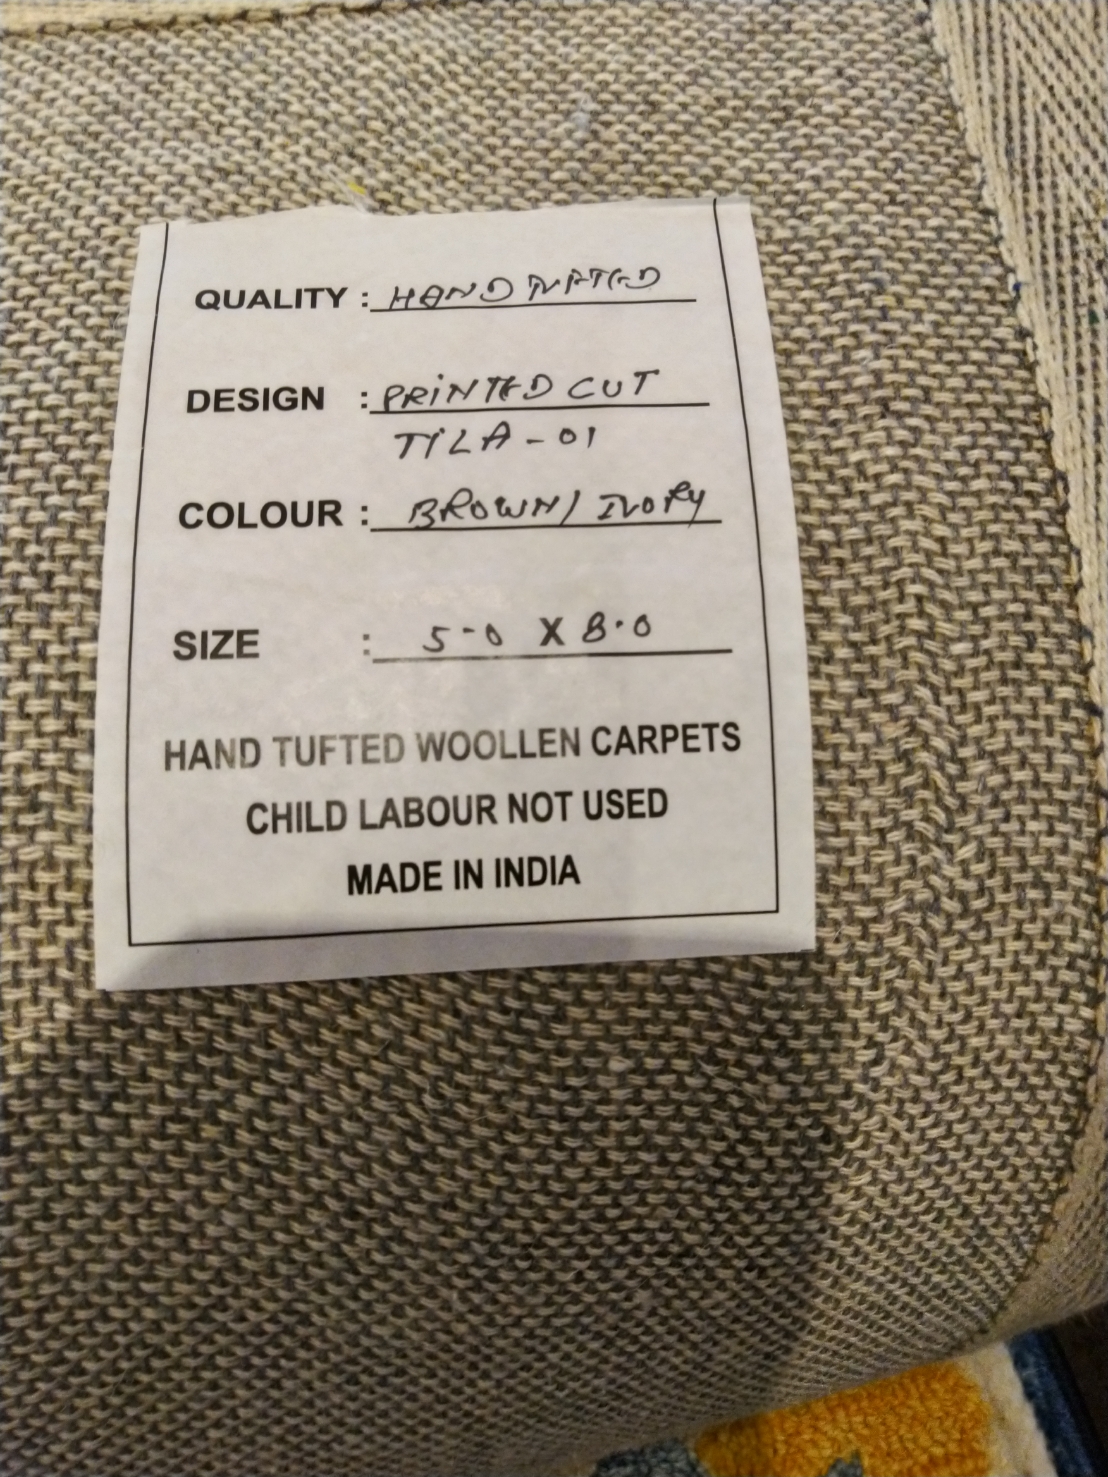 QUALITY : HAND TUFTED
DESIGN : PRINTED CUT
TILA-01
COLOUR : BROWN/IVORY
SIZE : 5-0 X 8.0
HAND TUFTED WOOLLEN CARPETS
CHILD LABOUR NOT USED
MADE IN INDIA